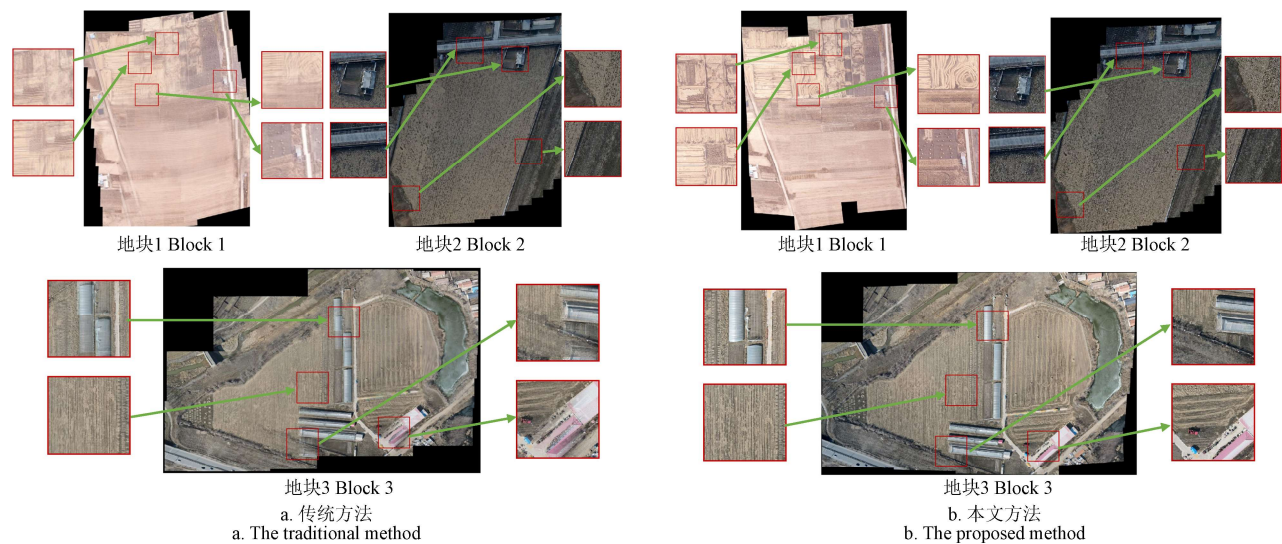 地块1 Block 1
地块2 Block 2
地块3 Block 3
a. 传统方法
a. The traditional method
地块1 Block 1
地块2 Block 2
地块3 Block 3
b. 本文方法
b. The proposed method